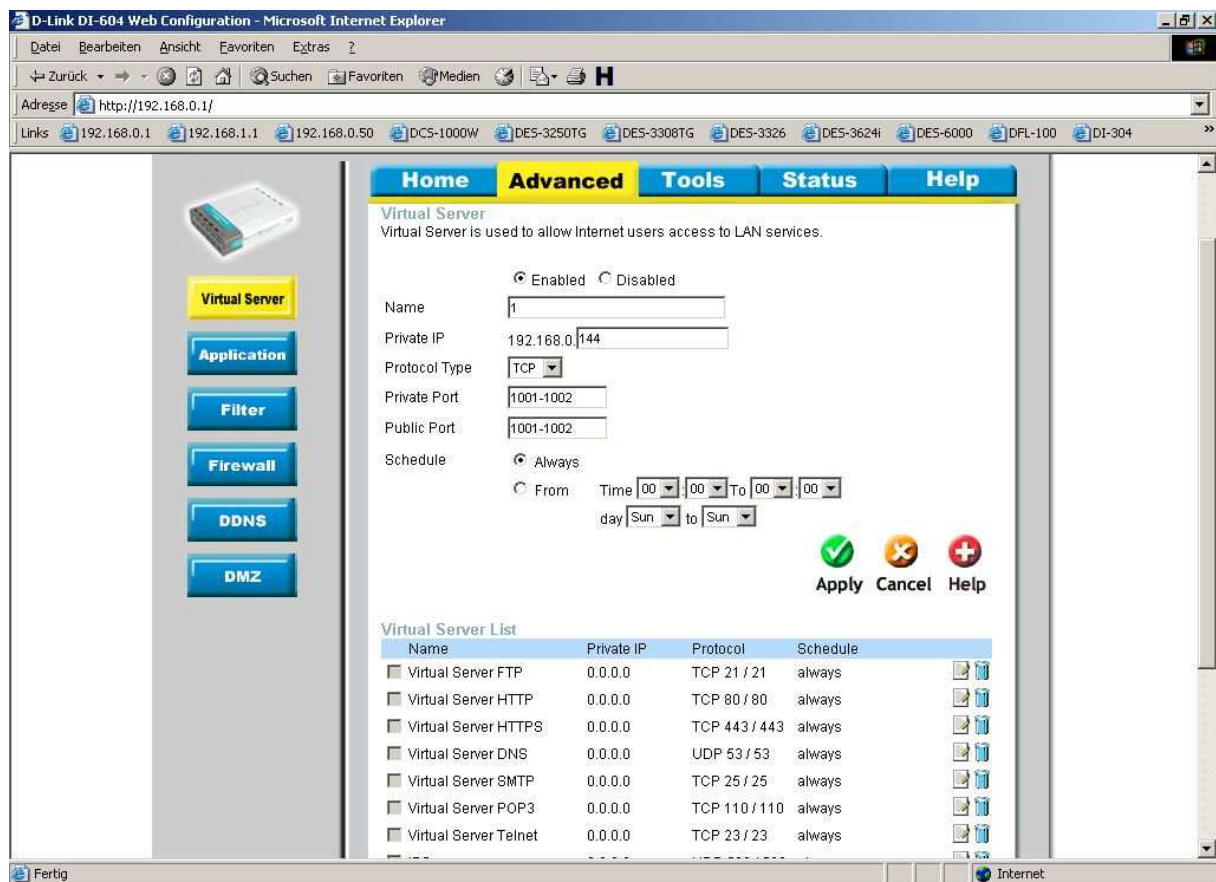 D-Link DI-604 Web Configuration - Microsoft Internet Explorer
Datei Bearbeiten Ansicht Favoriten Extras ?
Zurück Suchen Favoriten Medien H
Adresse http://192.168.0.1/
Links 192.168.0.1 192.168.1.1 192.168.0.50 DCS-1000W DES-3250TG DES-3308TG DES-3326 DES-3624i DES-6000 DFL-100 DI-304 »
Home Advanced Tools Status Help
Virtual Server
Application
Filter
Firewall
DDNS
DMZ
Virtual Server
Virtual Server is used to allow Internet users access to LAN services.
Enabled Disabled
Name 1
Private IP 192.168.0. 144
Protocol Type TCP
Private Port 1001-1002
Public Port 1001-1002
Schedule Always
From Time 00 : 00 To 00 : 00
day Sun to Sun
Apply Cancel Help
Virtual Server List
Name Private IP Protocol Schedule
Virtual Server FTP 0.0.0.0 TCP 21 / 21 always
Virtual Server HTTP 0.0.0.0 TCP 80 / 80 always
Virtual Server HTTPS 0.0.0.0 TCP 443 / 443 always
Virtual Server DNS 0.0.0.0 UDP 53 / 53 always
Virtual Server SMTP 0.0.0.0 TCP 25 / 25 always
Virtual Server POP3 0.0.0.0 TCP 110 / 110 always
Virtual Server Telnet 0.0.0.0 TCP 23 / 23 always
Fertig Internet